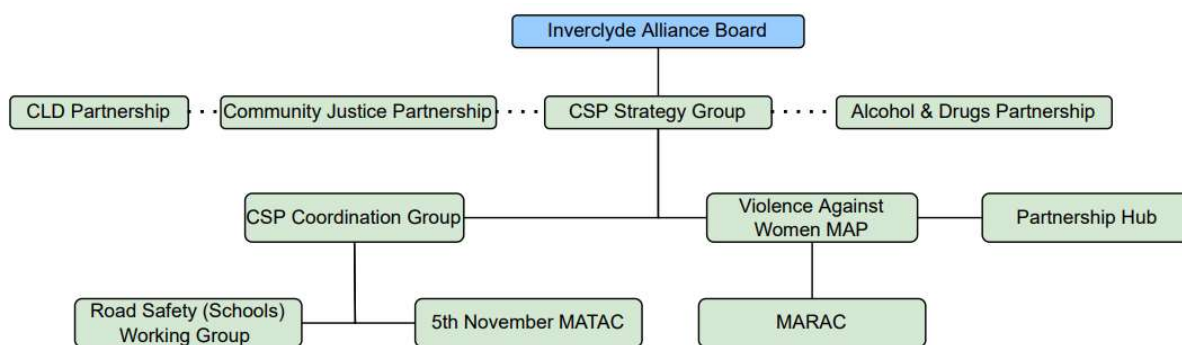 Inverclyde Alliance Board
CLD Partnership
Community Justice Partnership
CSP Strategy Group
Alcohol & Drugs Partnership
CSP Coordination Group
Violence Against
Women MAP
Partnership Hub
Road Safety (Schools)
Working Group
5th November MATAC
MARAC